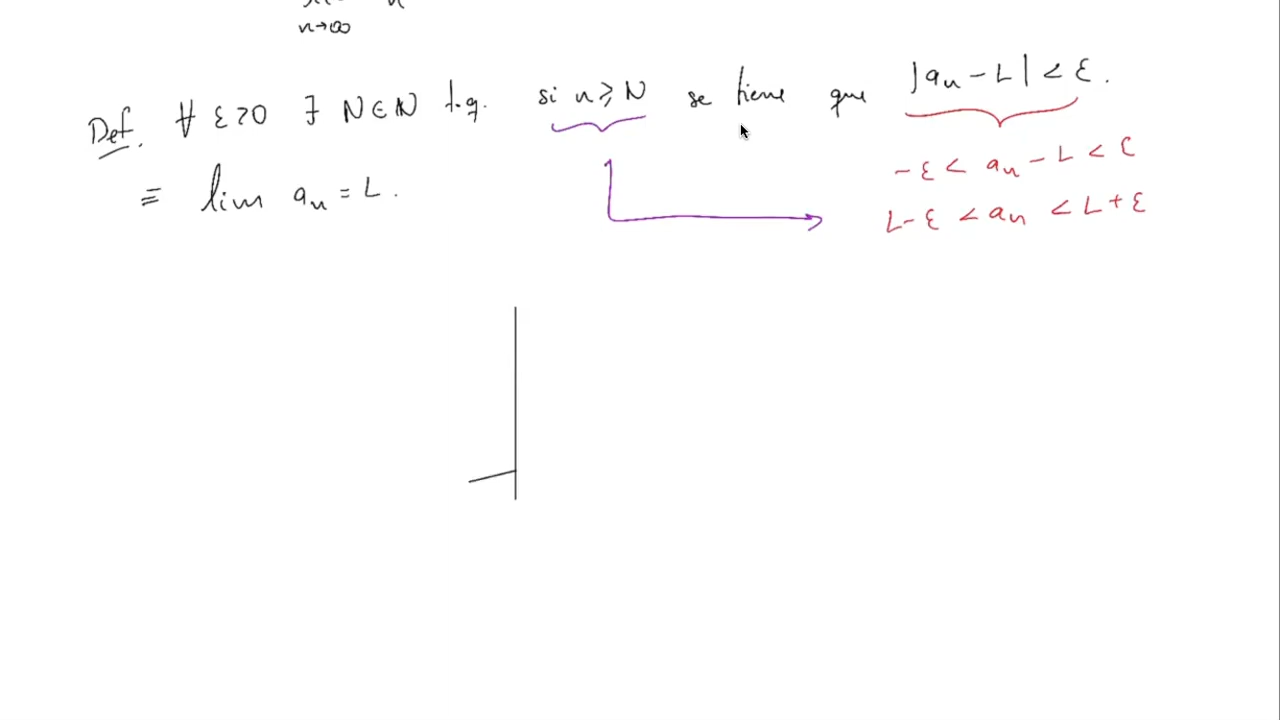 n→∞
Def. ∀ ε>0 ∃ N∈ℕ t.q. si n≥N se tiene que |aₙ - L| < ε.
-ε < aₙ - L < ε
≡ lim aₙ = L.
L-ε < aₙ < L+ε